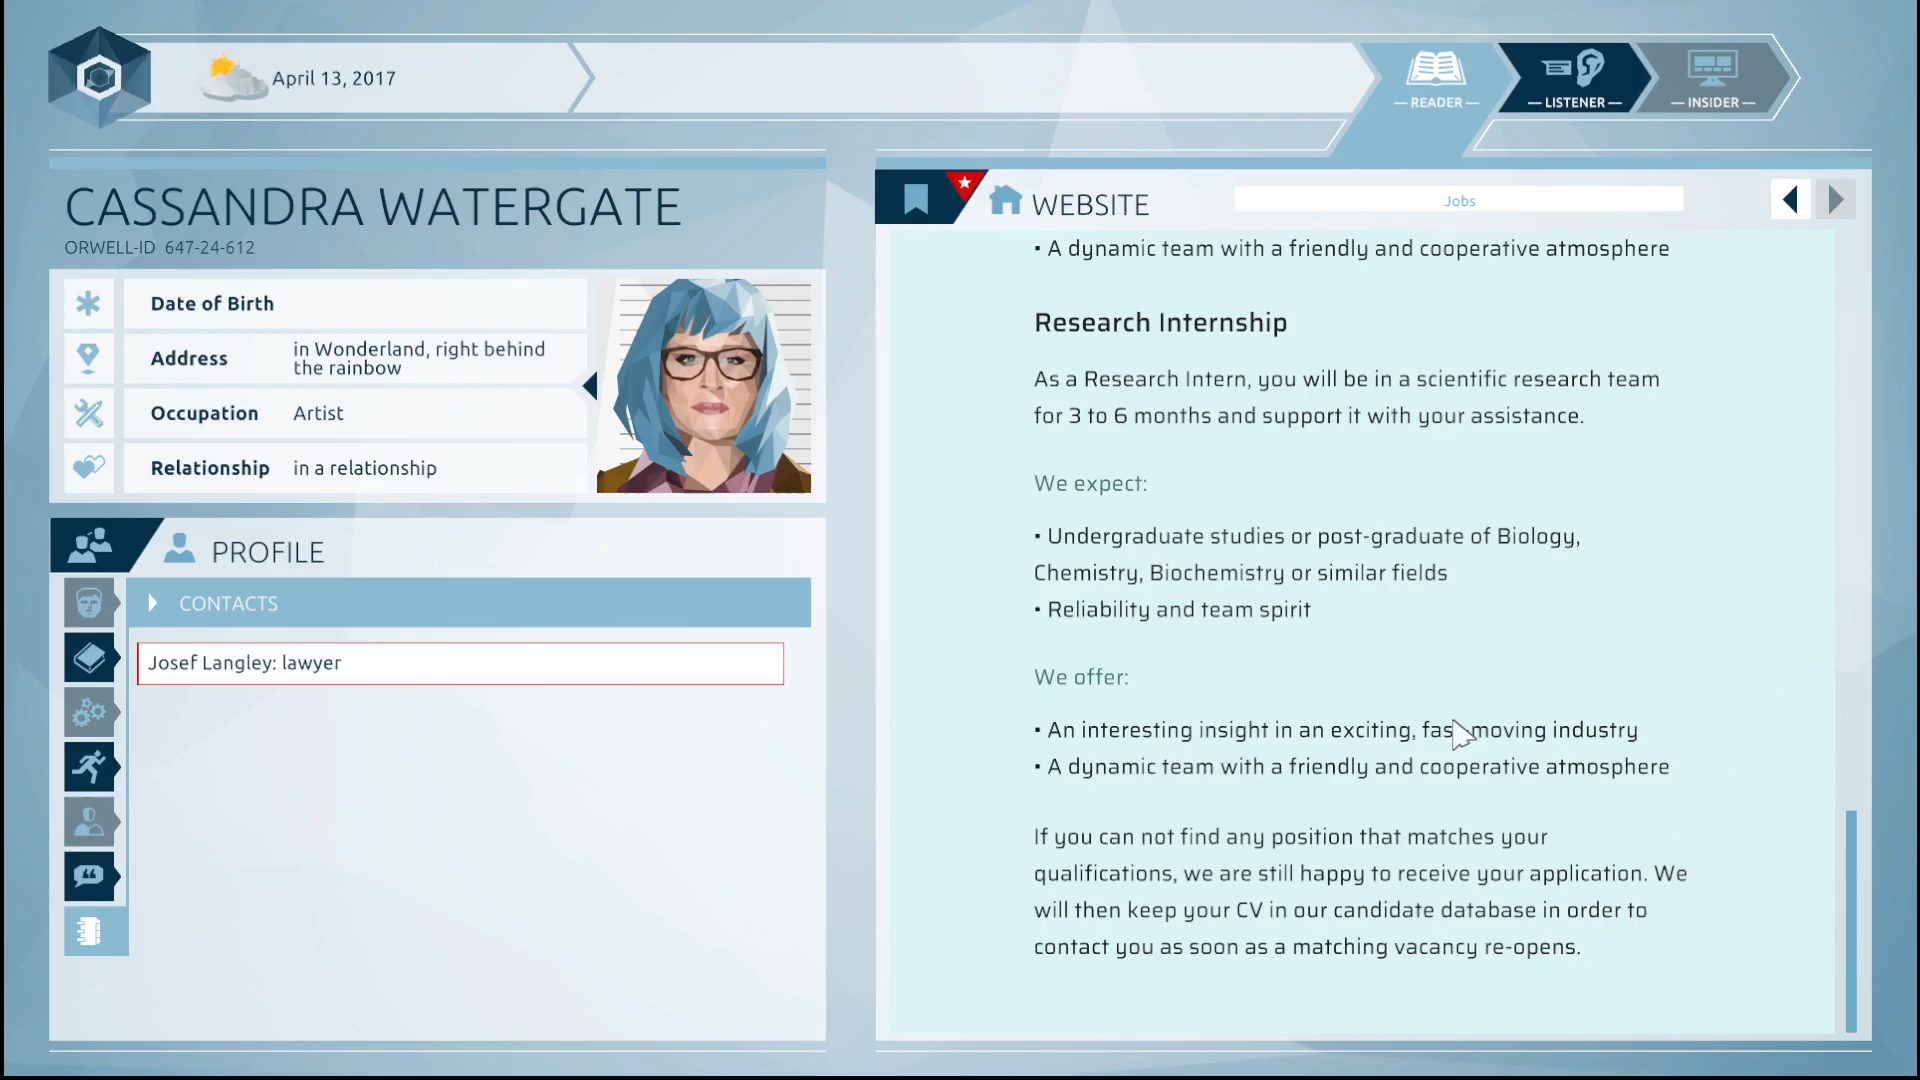 April 13, 2017
— READER —
— LISTENER —
— INSIDER —
CASSANDRA WATERGATE
ORWELL-ID 647-24-612
Date of Birth
Address in Wonderland, right behind
the rainbow
Occupation Artist
Relationship in a relationship
PROFILE
CONTACTS
Josef Langley: lawyer
WEBSITE
Jobs
• A dynamic team with a friendly and cooperative atmosphere
Research Internship
As a Research Intern, you will be in a scientific research team
for 3 to 6 months and support it with your assistance.
We expect:
• Undergraduate studies or post-graduate of Biology,
Chemistry, Biochemistry or similar fields
• Reliability and team spirit
We offer:
• An interesting insight in an exciting, fast-moving industry
• A dynamic team with a friendly and cooperative atmosphere
If you can not find any position that matches your
qualifications, we are still happy to receive your application. We
will then keep your CV in our candidate database in order to
contact you as soon as a matching vacancy re-opens.